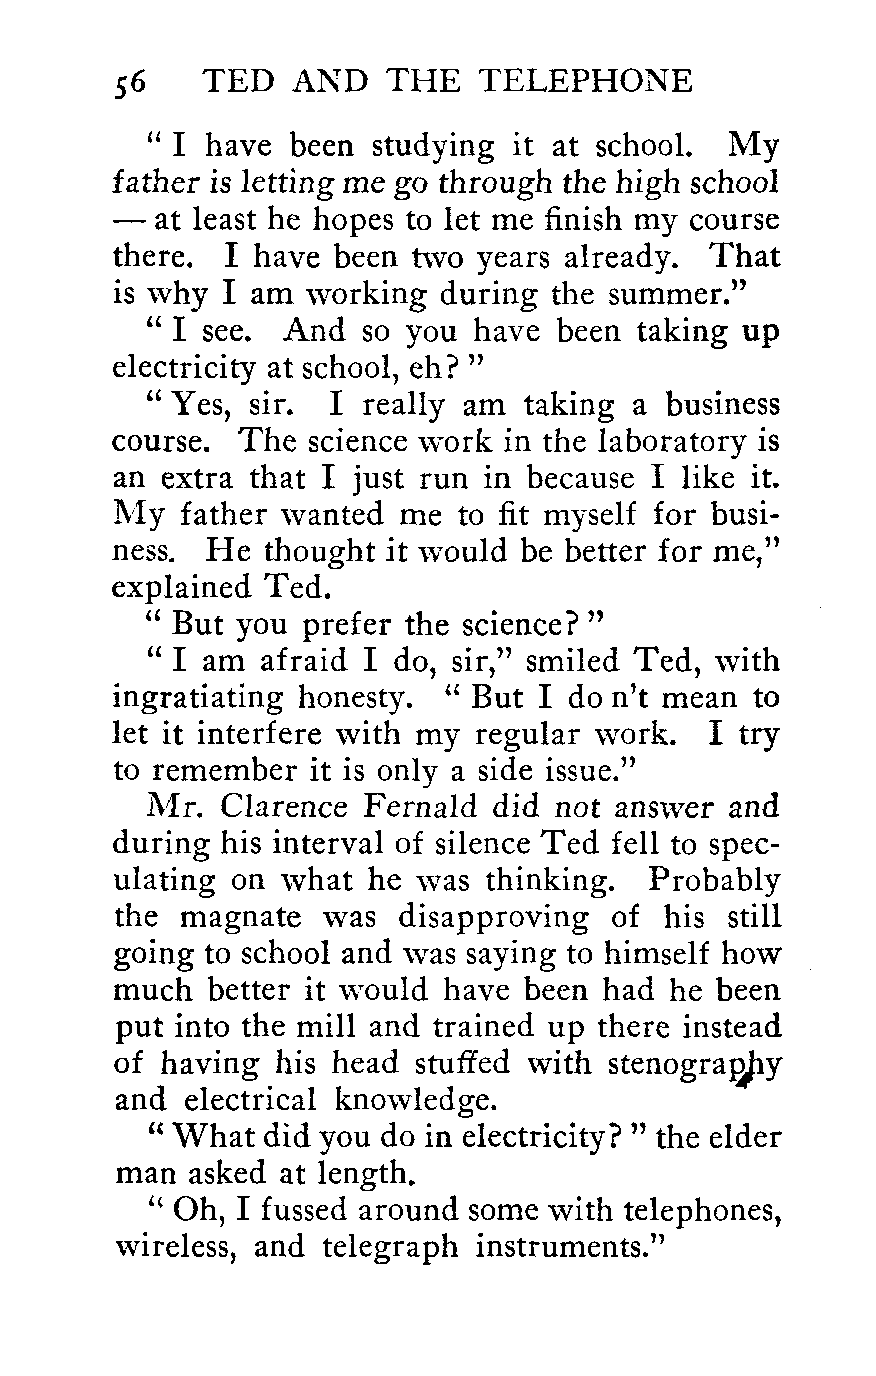 56 TED AND THE TELEPHONE
“ I have been studying it at school. My
father is letting me go through the high school
— at least he hopes to let me finish my course
there. I have been two years already. That
is why I am working during the summer.”
“ I see. And so you have been taking up
electricity at school, eh? ”
“ Yes, sir. I really am taking a business
course. The science work in the laboratory is
an extra that I just run in because I like it.
My father wanted me to fit myself for busi-
ness. He thought it would be better for me,”
explained Ted.
“ But you prefer the science? ”
“ I am afraid I do, sir,” smiled Ted, with
ingratiating honesty. “ But I do n’t mean to
let it interfere with my regular work. I try
to remember it is only a side issue.”
Mr. Clarence Fernald did not answer and
during his interval of silence Ted fell to spec-
ulating on what he was thinking. Probably
the magnate was disapproving of his still
going to school and was saying to himself how
much better it would have been had he been
put into the mill and trained up there instead
of having his head stuffed with stenography
and electrical knowledge.
“ What did you do in electricity? ” the elder
man asked at length.
“ Oh, I fussed around some with telephones,
wireless, and telegraph instruments.”